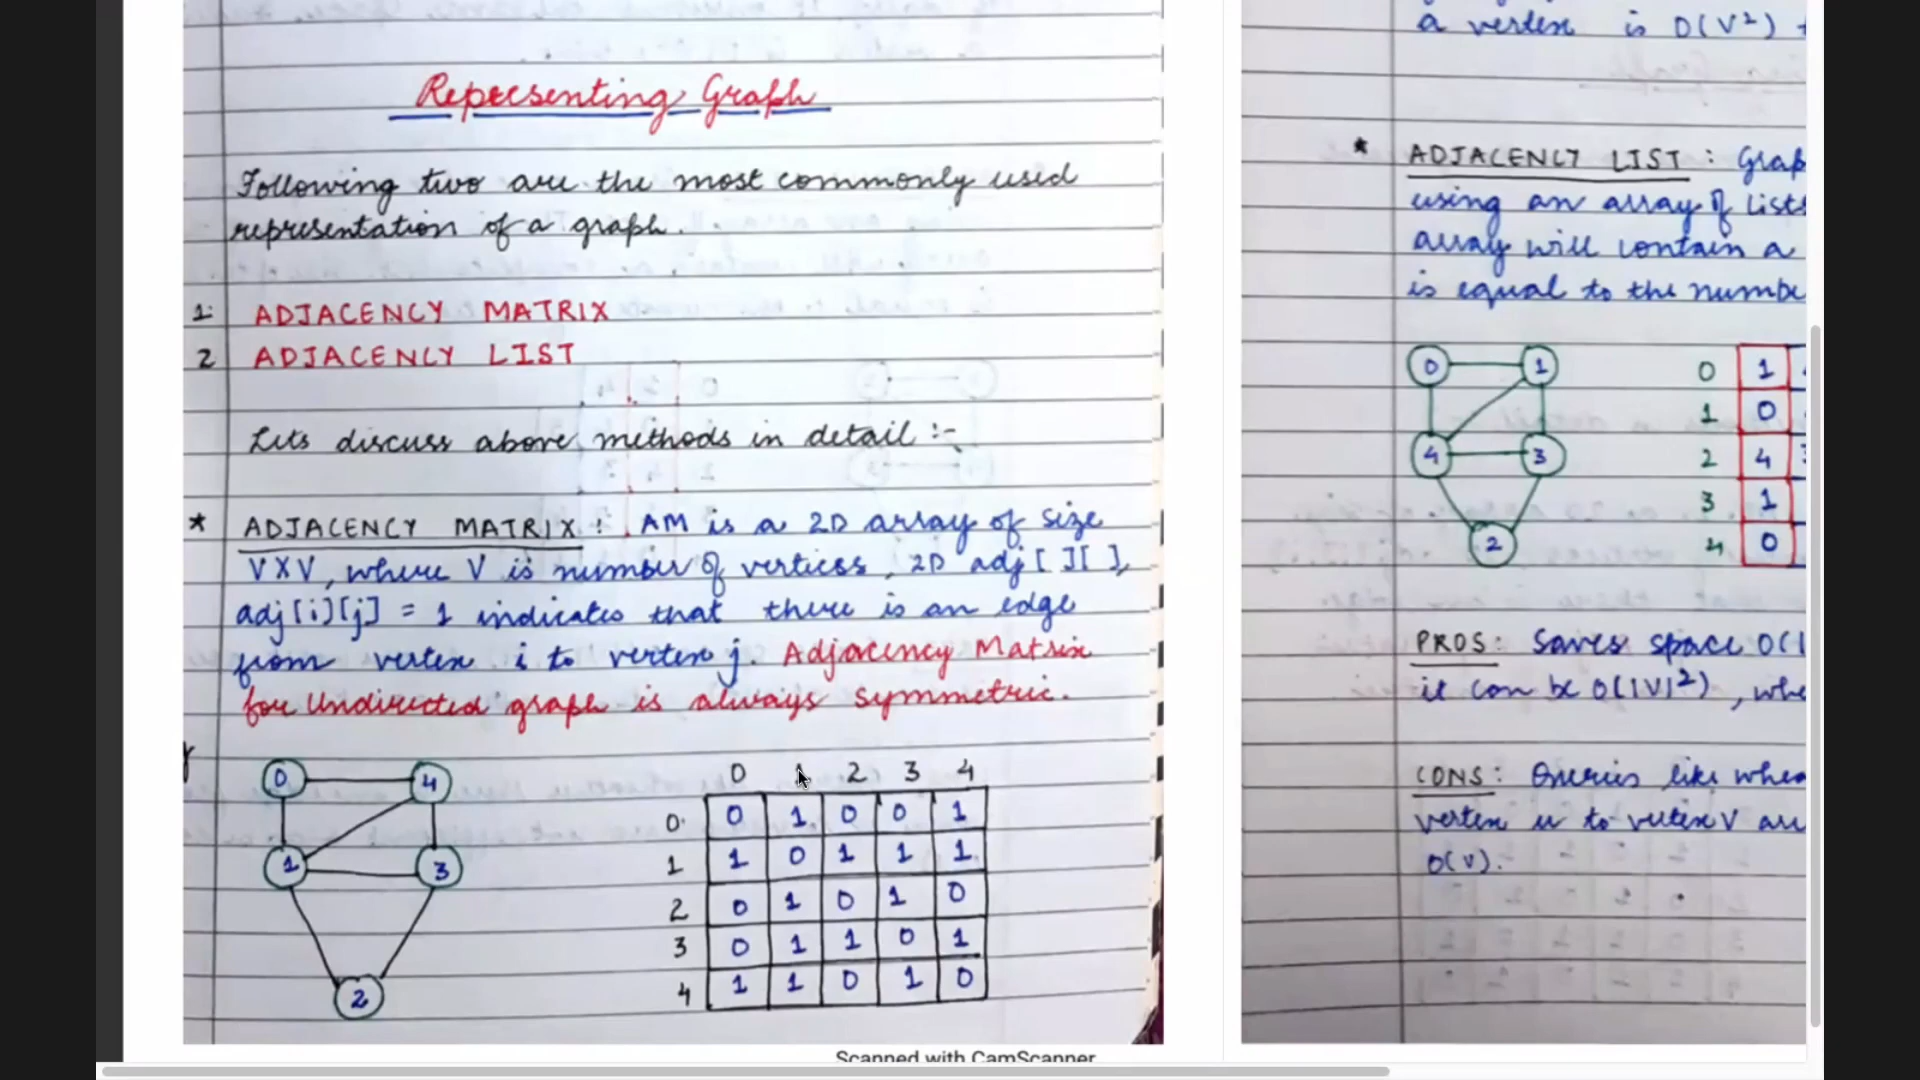 Representing Graph
Following two are the most commonly used
representation of a graph.
1. ADJACENCY MATRIX
2 ADJACENCY LIST
Lets discuss above methods in detail :-
* ADJACENCY MATRIX : AM is a 2D array of size
VXV, where V is number of vertices, 2D adj[ ][ ],
adj[i][j] = 1 indicates that there is an edge
from vertex i to vertex j. Adjacency Matrix
for Undirected graph is always symmetric.
0 4
1 3
2
0 1 2 3 4
0. 0 1 0 0 1
1 1 0 1 1 1
2 0 1 0 1 0
3 0 1 1 0 1
4 1 1 0 1 0
Scanned with CamScanner
a vertex is O(V²)
* ADJACENCY LIST : Grap
using an array of lists
array will contain a
is equal to the numbe
0 1
4 3
2
0 1
1 0
2 4
3 1
4 0
PROS: Saves space O(1
it can be O(|V|²), whe
CONS: Queries like whe
vertex u to vertex V are
O(V).